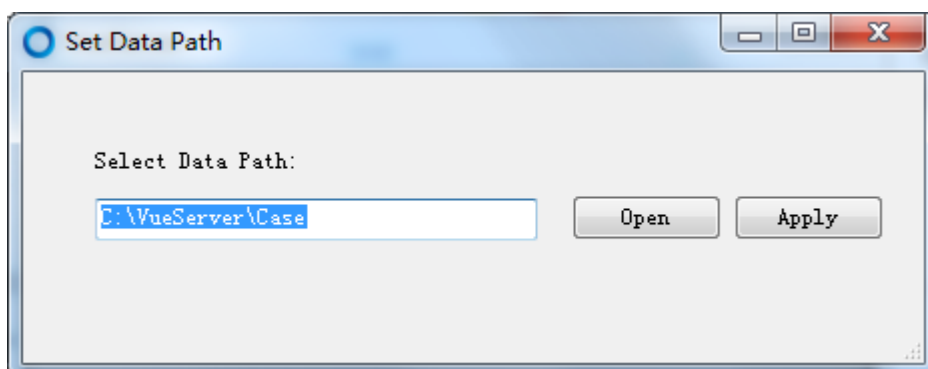 Set Data Path
Select Data Path:
C:\VueServer\Case
Open
Apply